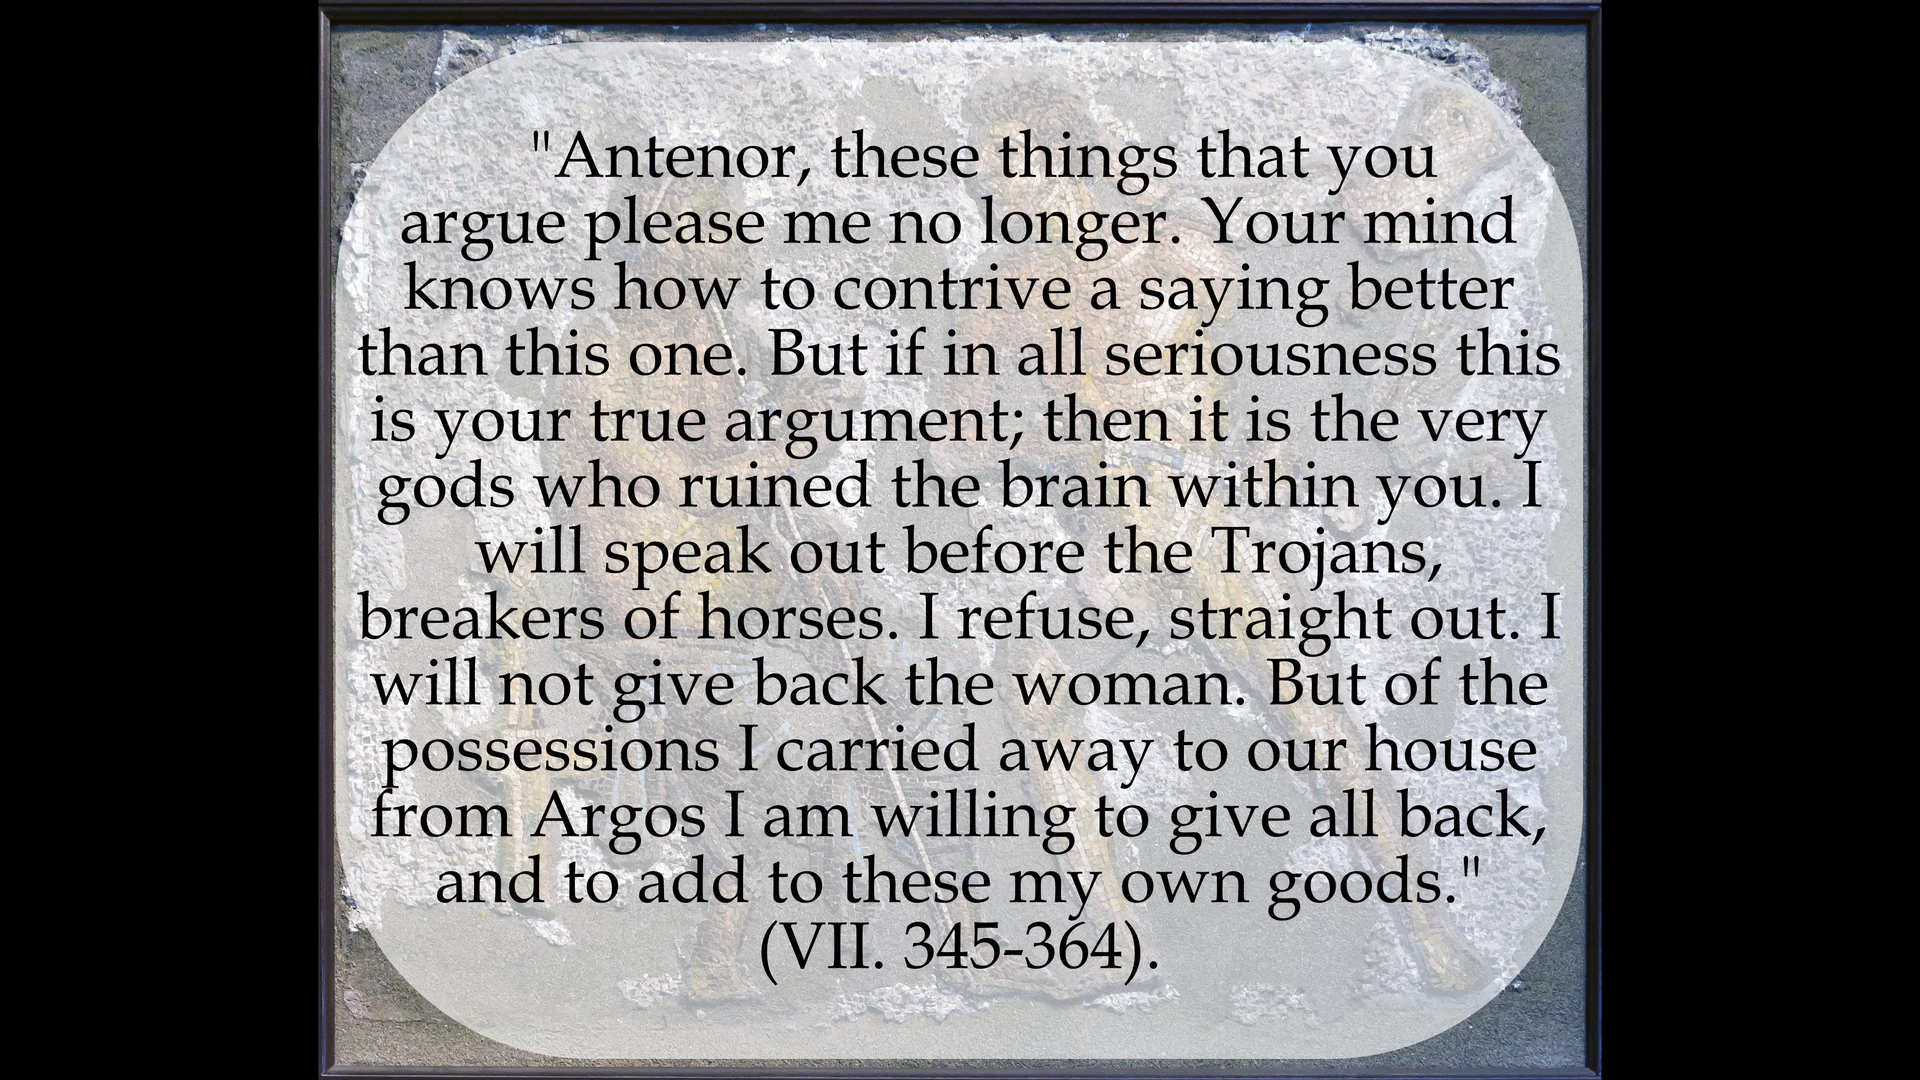 "Antenor, these things that you
argue please me no longer. Your mind
knows how to contrive a saying better
than this one. But if in all seriousness this
is your true argument; then it is the very
gods who ruined the brain within you. I
will speak out before the Trojans,
breakers of horses. I refuse, straight out. I
will not give back the woman. But of the
possessions I carried away to our house
from Argos I am willing to give all back,
and to add to these my own goods."
(VII. 345-364).